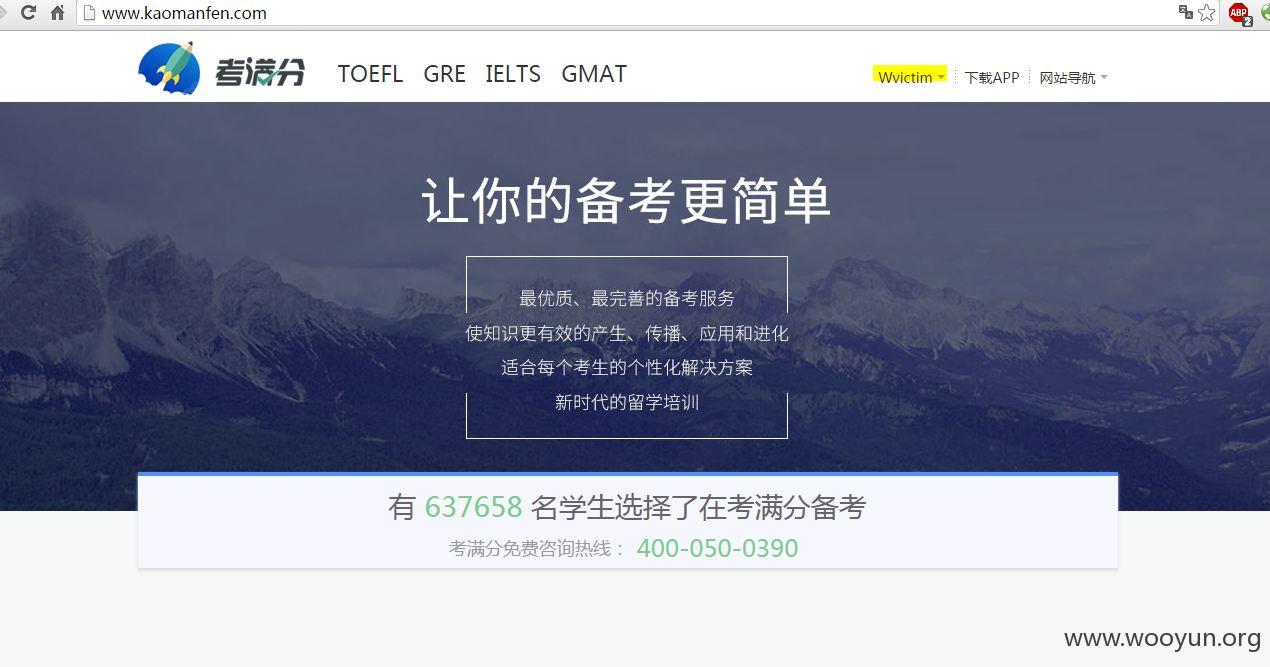 www.kaomanfen.com
ABP
2
考满分
TOEFL GRE IELTS GMAT
Wvictim 下载APP 网站导航
让你的备考更简单
最优质、最完善的备考服务
使知识更有效的产生、传播、应用和进化
适合每个考生的个性化解决方案
新时代的留学培训
有 637658 名学生选择了在考满分备考
考满分免费咨询热线： 400-050-0390
www.wooyun.org